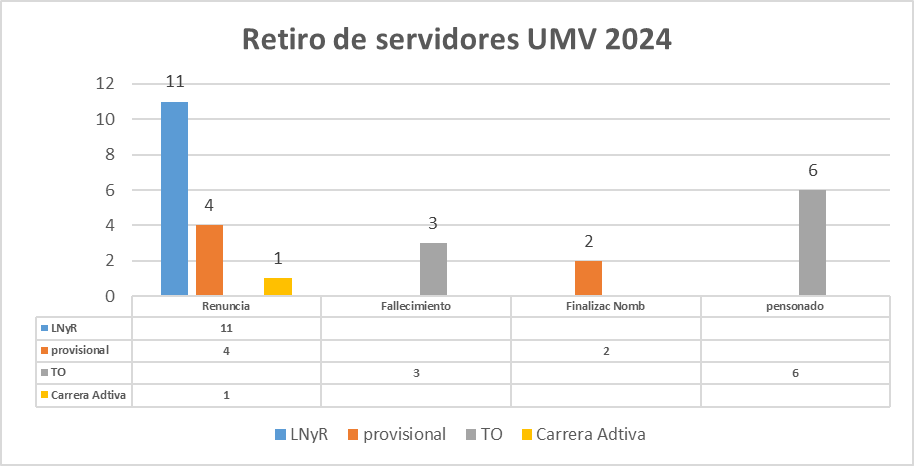 Retiro de servidores UMV 2024
12
10
8
6
4
2
0
11
4
1
3
2
6
Renuncia Fallecimiento Finalizac Nomb pensonado
LNyR 11
provisional 4 2
TO 3 6
Carrera Adtiva 1
LNyR provisional TO Carrera Adtiva